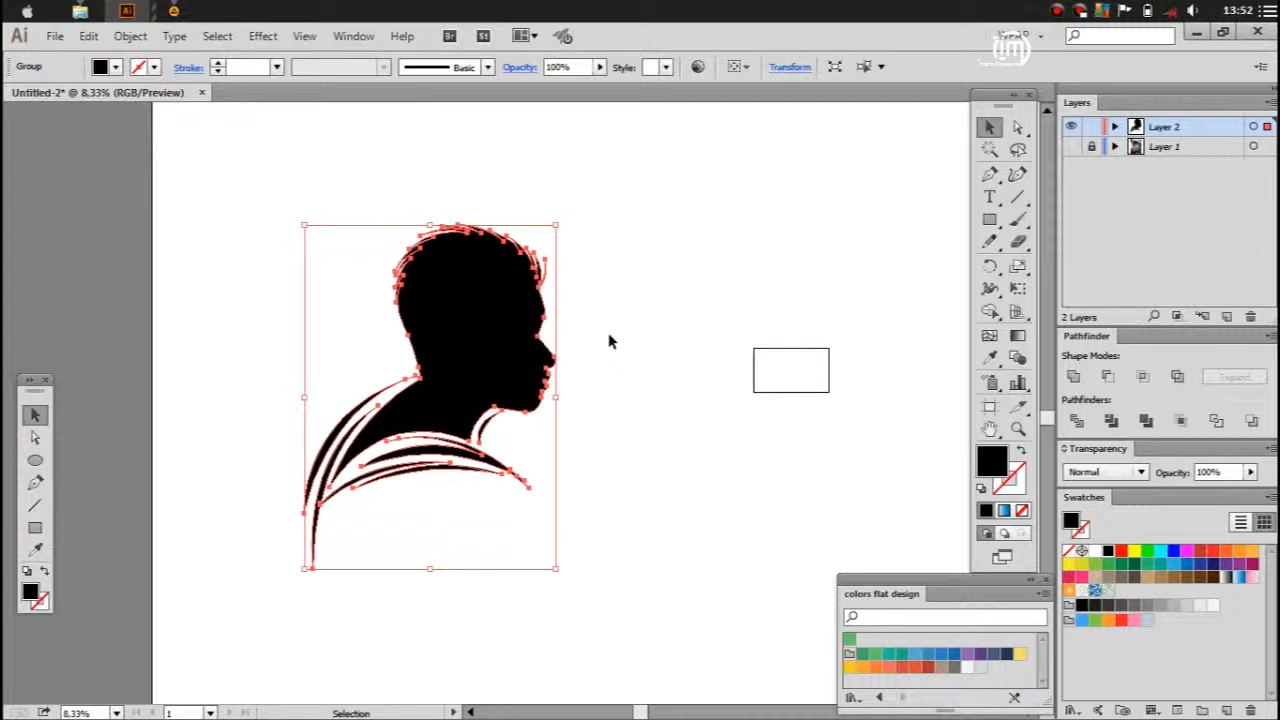 13:52
Ai File Edit Object Type Select Effect View Window Help Br St
Group Stroke: Basic Opacity: 100% Style: Transform
Untitled-2* @ 8,33% (RGB/Preview)
Layers
Layer 2
Layer 1
2 Layers
Pathfinder
Shape Modes:
Expand
Pathfinders:
Transparency
Normal Opacity: 100%
Swatches
colors flat design
8,33% 1 Selection